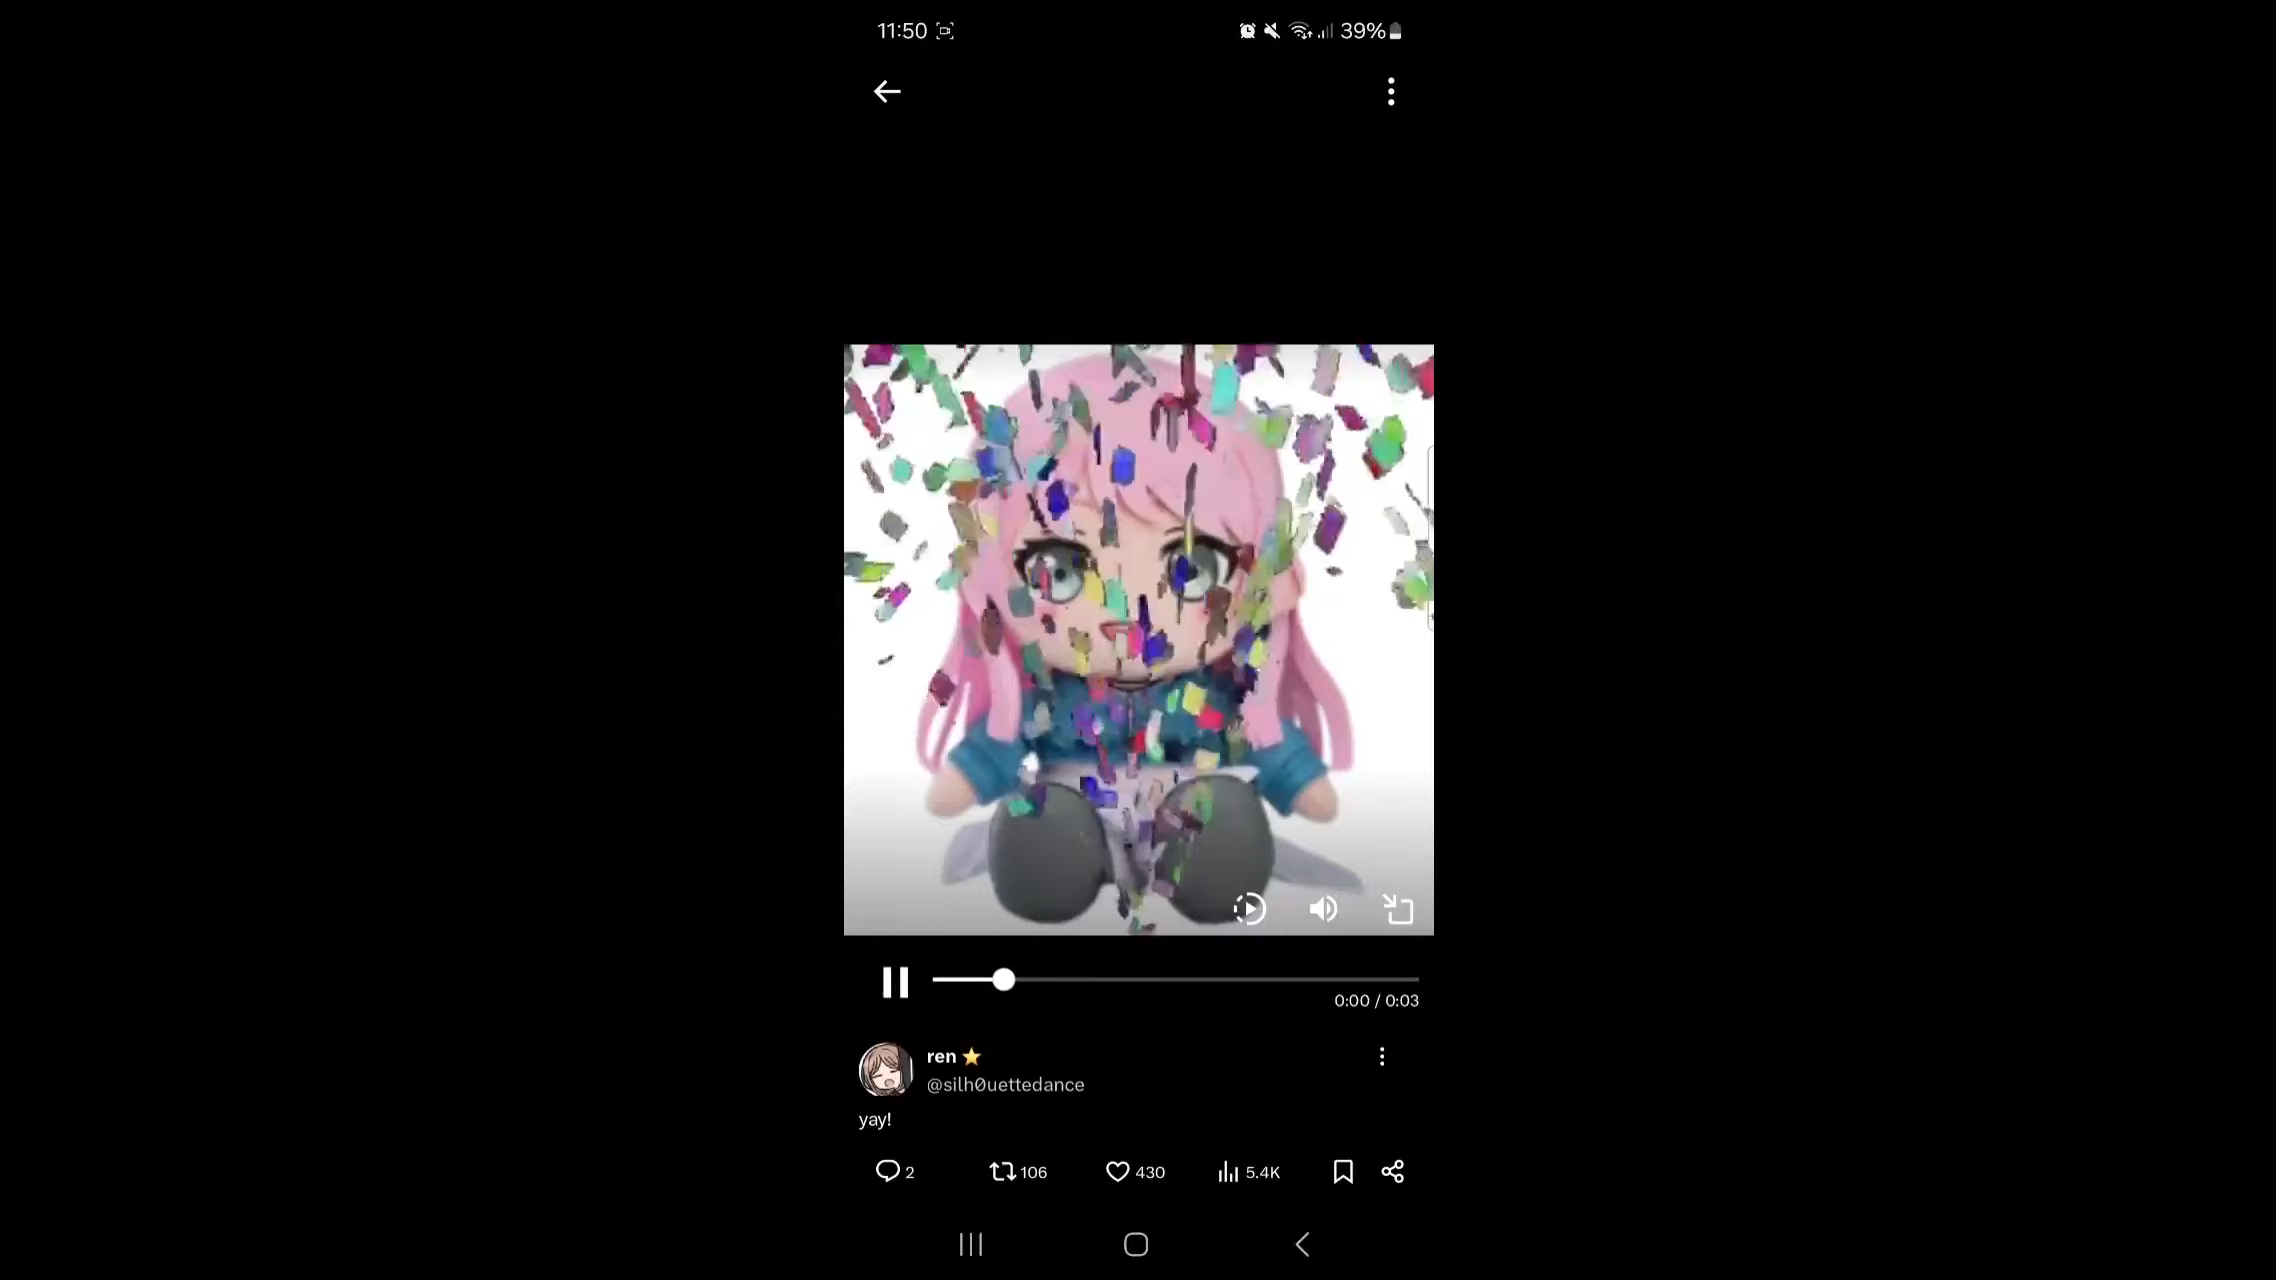 11:50
39%
0:00 / 0:03
ren ⭐
@silh0uettedance
yay!
2 106 430 5.4K